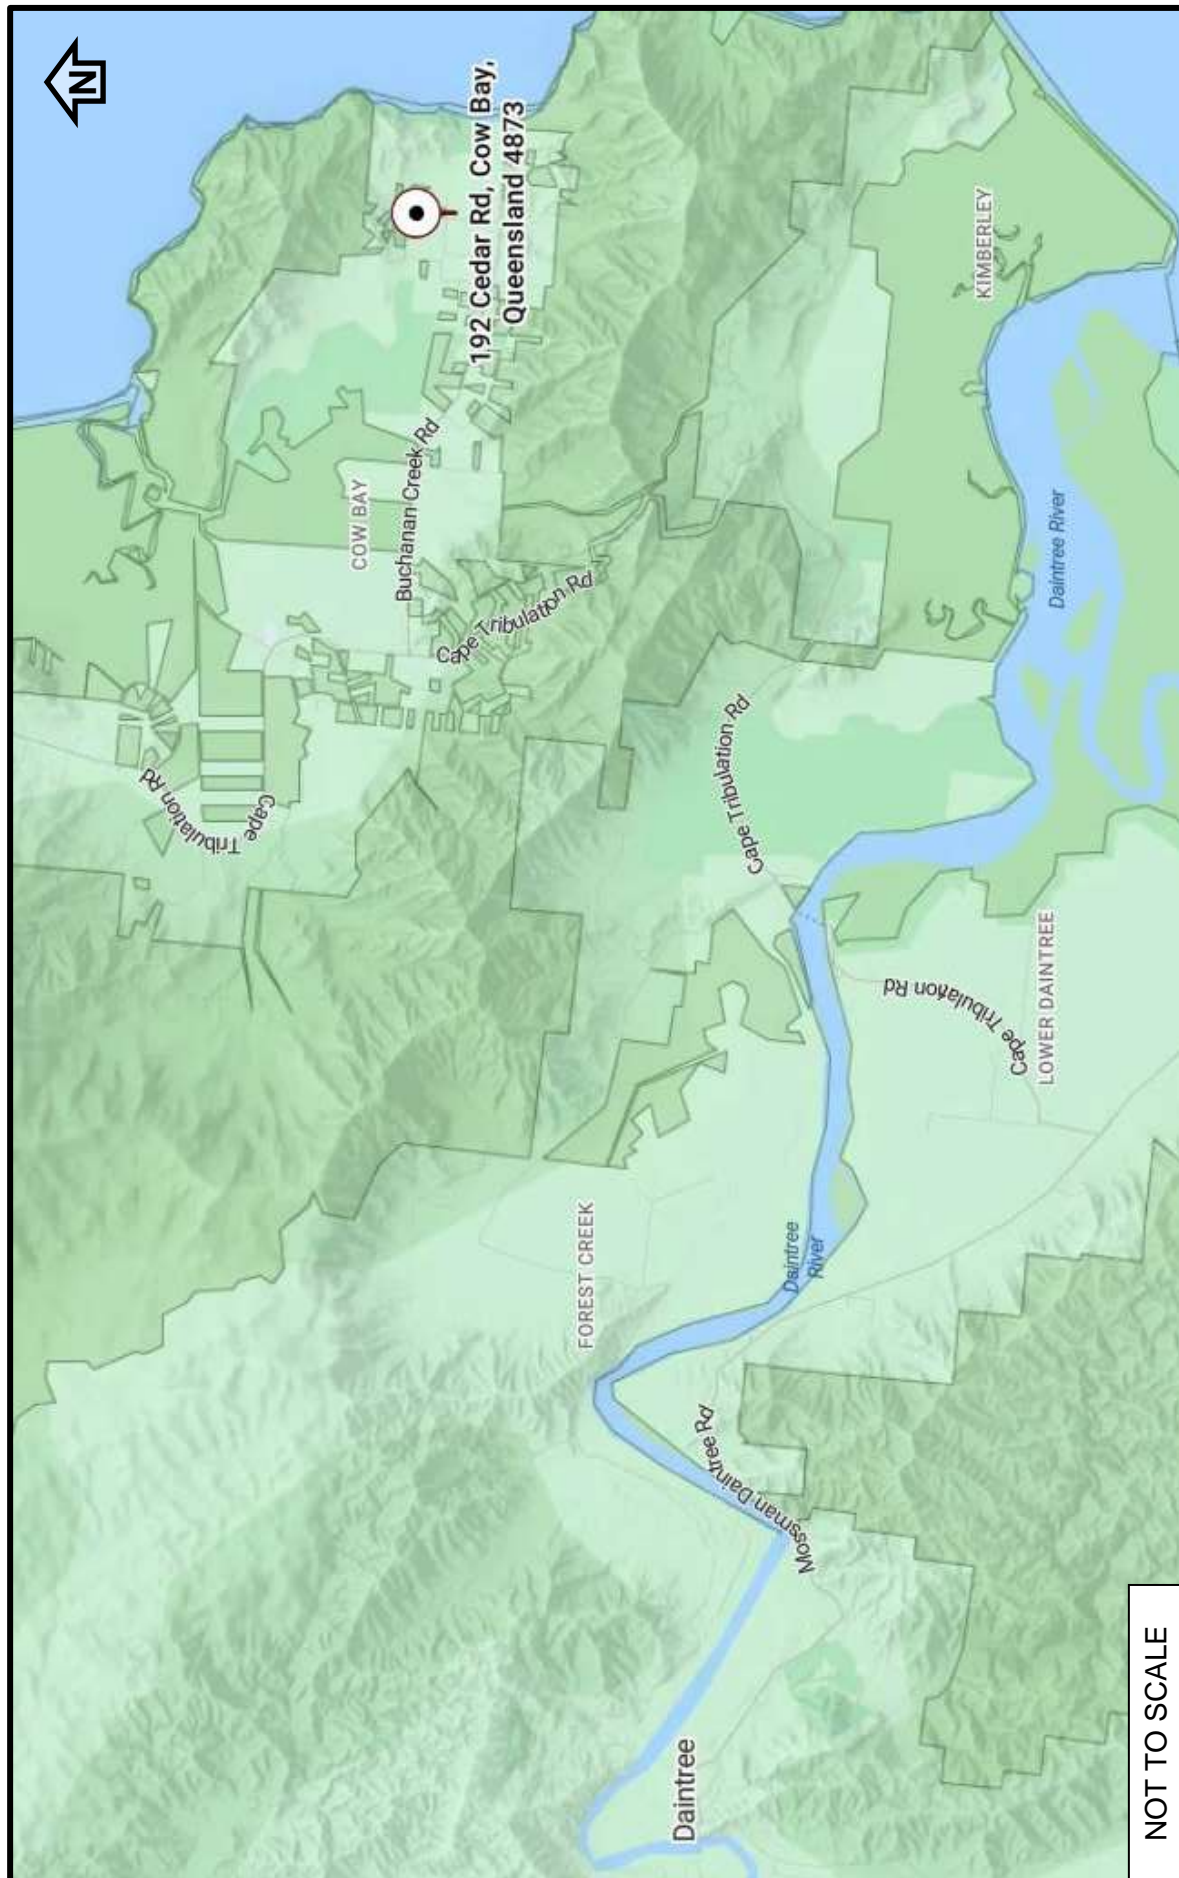 N
Cape Tribulation Rd
COW BAY
Buchanan Creek Rd
192 Cedar Rd, Cow Bay,
Queensland 4873
Cape Tribulation Rd
FOREST CREEK
Daintree
Mossman Daintree Rd
Cape Tribulation Rd
Daintree
River
Cape Tribulation Rd
KIMBERLEY
LOWER DAINTREE
Daintree River
NOT TO SCALE